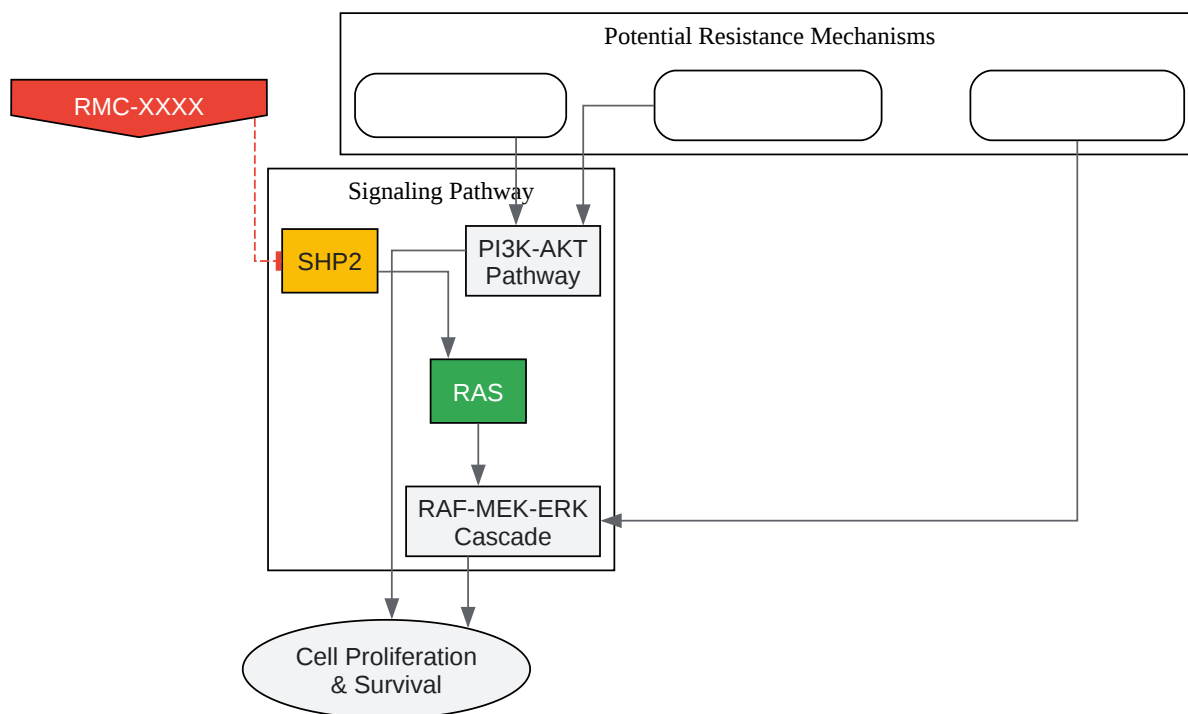 Potential Resistance Mechanisms
RMC-XXXX
Signaling Pathway
SHP2
PI3K-AKT
Pathway
RAS
RAF-MEK-ERK
Cascade
Cell Proliferation
& Survival